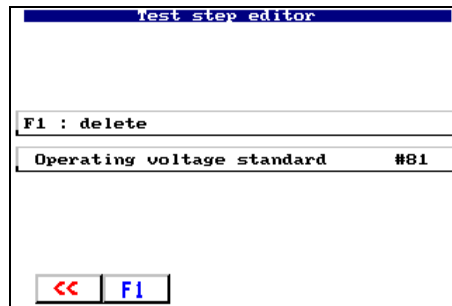 Test step editor
F1 : delete
Operating voltage standard #81
<< F1